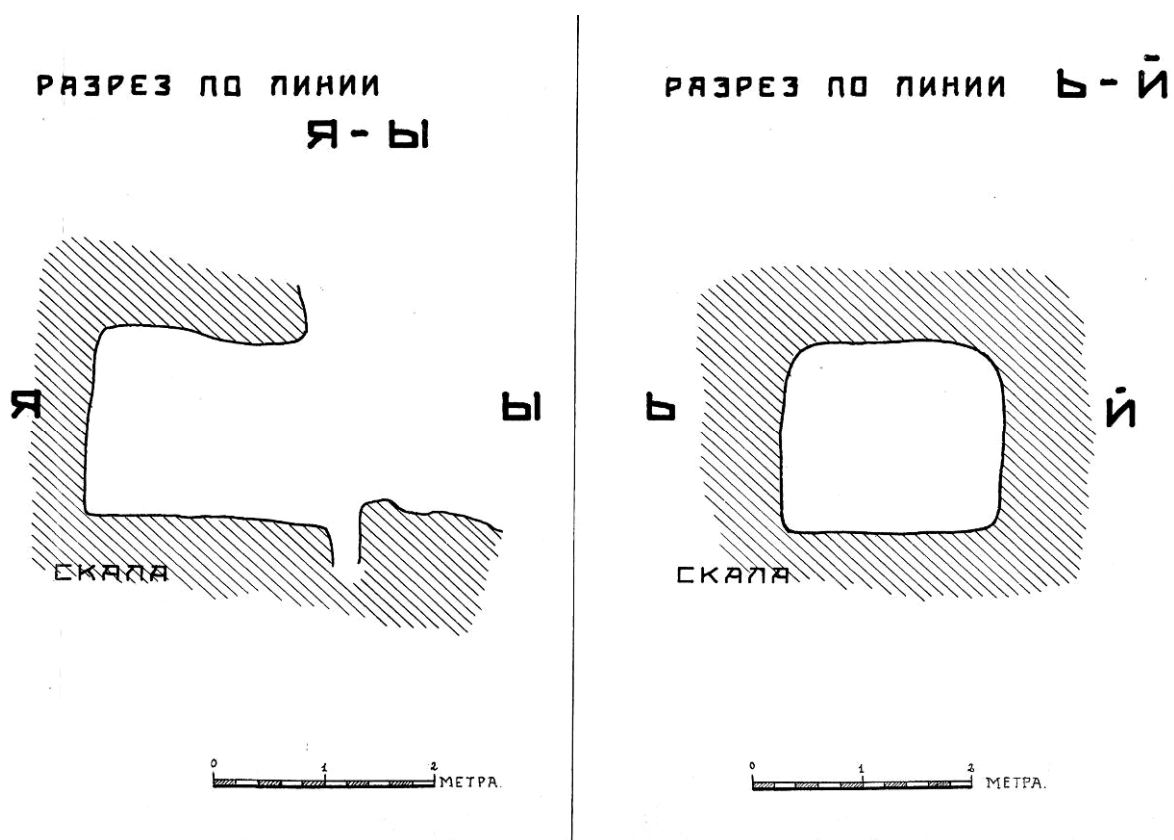 РАЗРЕЗ ПО ЛИНИИ
Я - Ы
Я Ы
СКАЛА
0 1 2 МЕТРА.
РАЗРЕЗ ПО ЛИНИИ Ь - Й
Ь Й
СКАЛА
0 1 2 МЕТРА.